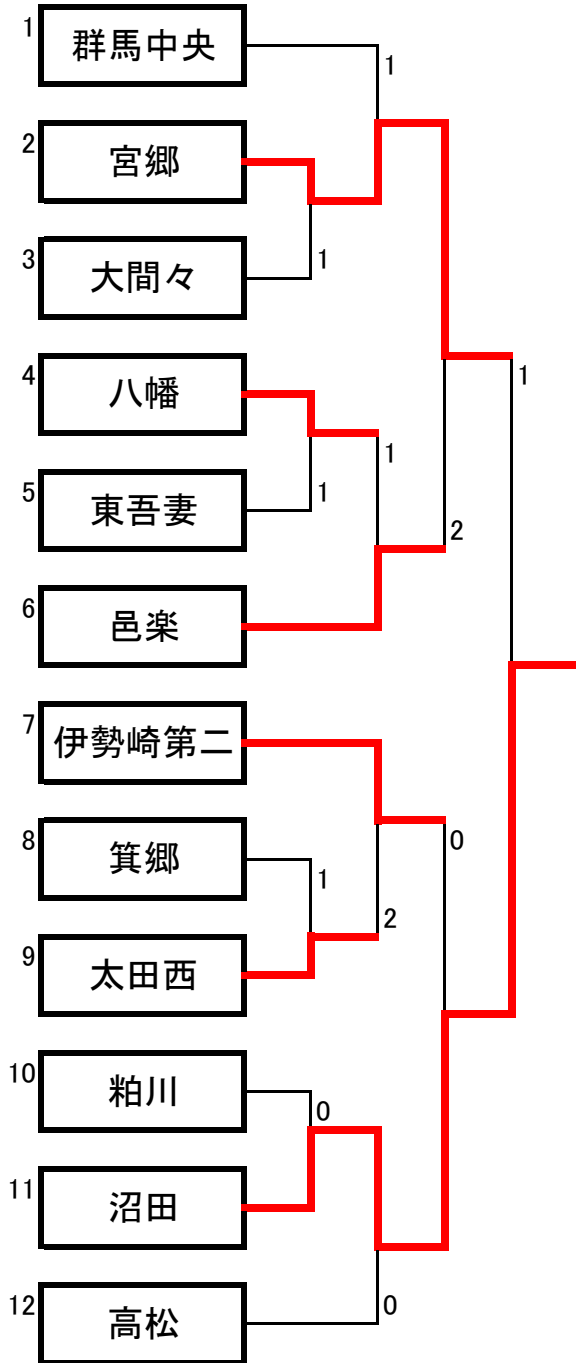 1 群馬中央
1
2 宮郷
3 大間々
1
4 八幡
1
1
5 東吾妻
2
6 邑楽
1
7 伊勢崎第二
8 箕郷
1
0
2
9 太田西
10 粕川
0
11 沼田
12 高松
0